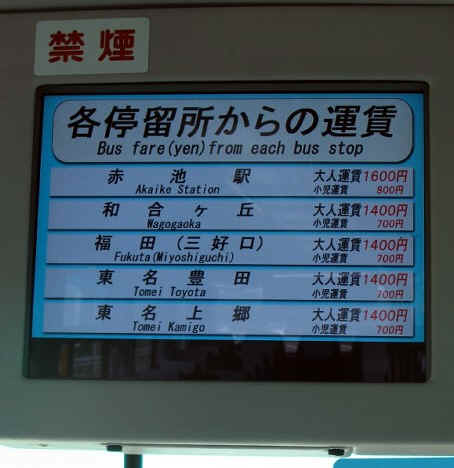 禁煙
各停留所からの運賃
Bus fare(yen)from each bus stop
赤池駅 大人運賃1600円
Akaike Station 小児運賃 800円
和合ヶ丘 大人運賃1400円
Wagogaoka 小児運賃 700円
福田(三好口) 大人運賃1400円
Fukuta(Miyoshiguchi) 小児運賃 700円
東名豊田 大人運賃1400円
Tomei Toyota 小児運賃 700円
東名上郷 大人運賃1400円
Tomei Kamigo 小児運賃 700円